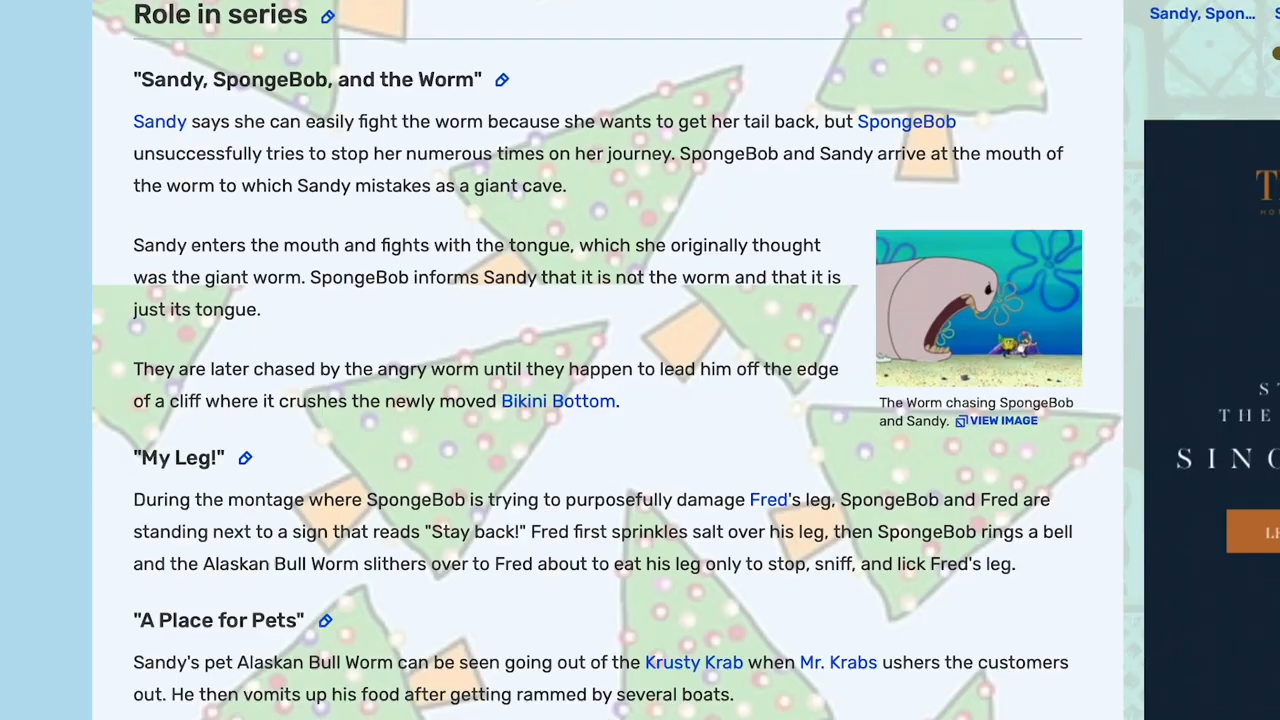 Role in series
Sandy, Spon...
"Sandy, SpongeBob, and the Worm"
Sandy says she can easily fight the worm because she wants to get her tail back, but SpongeBob
unsuccessfully tries to stop her numerous times on her journey. SpongeBob and Sandy arrive at the mouth of
the worm to which Sandy mistakes as a giant cave.
Sandy enters the mouth and fights with the tongue, which she originally thought
was the giant worm. SpongeBob informs Sandy that it is not the worm and that it is
just its tongue.
They are later chased by the angry worm until they happen to lead him off the edge
of a cliff where it crushes the newly moved Bikini Bottom.
The Worm chasing SpongeBob
and Sandy. VIEW IMAGE
"My Leg!"
During the montage where SpongeBob is trying to purposefully damage Fred's leg, SpongeBob and Fred are
standing next to a sign that reads "Stay back!" Fred first sprinkles salt over his leg, then SpongeBob rings a bell
and the Alaskan Bull Worm slithers over to Fred about to eat his leg only to stop, sniff, and lick Fred's leg.
"A Place for Pets"
Sandy's pet Alaskan Bull Worm can be seen going out of the Krusty Krab when Mr. Krabs ushers the customers
out. He then vomits up his food after getting rammed by several boats.